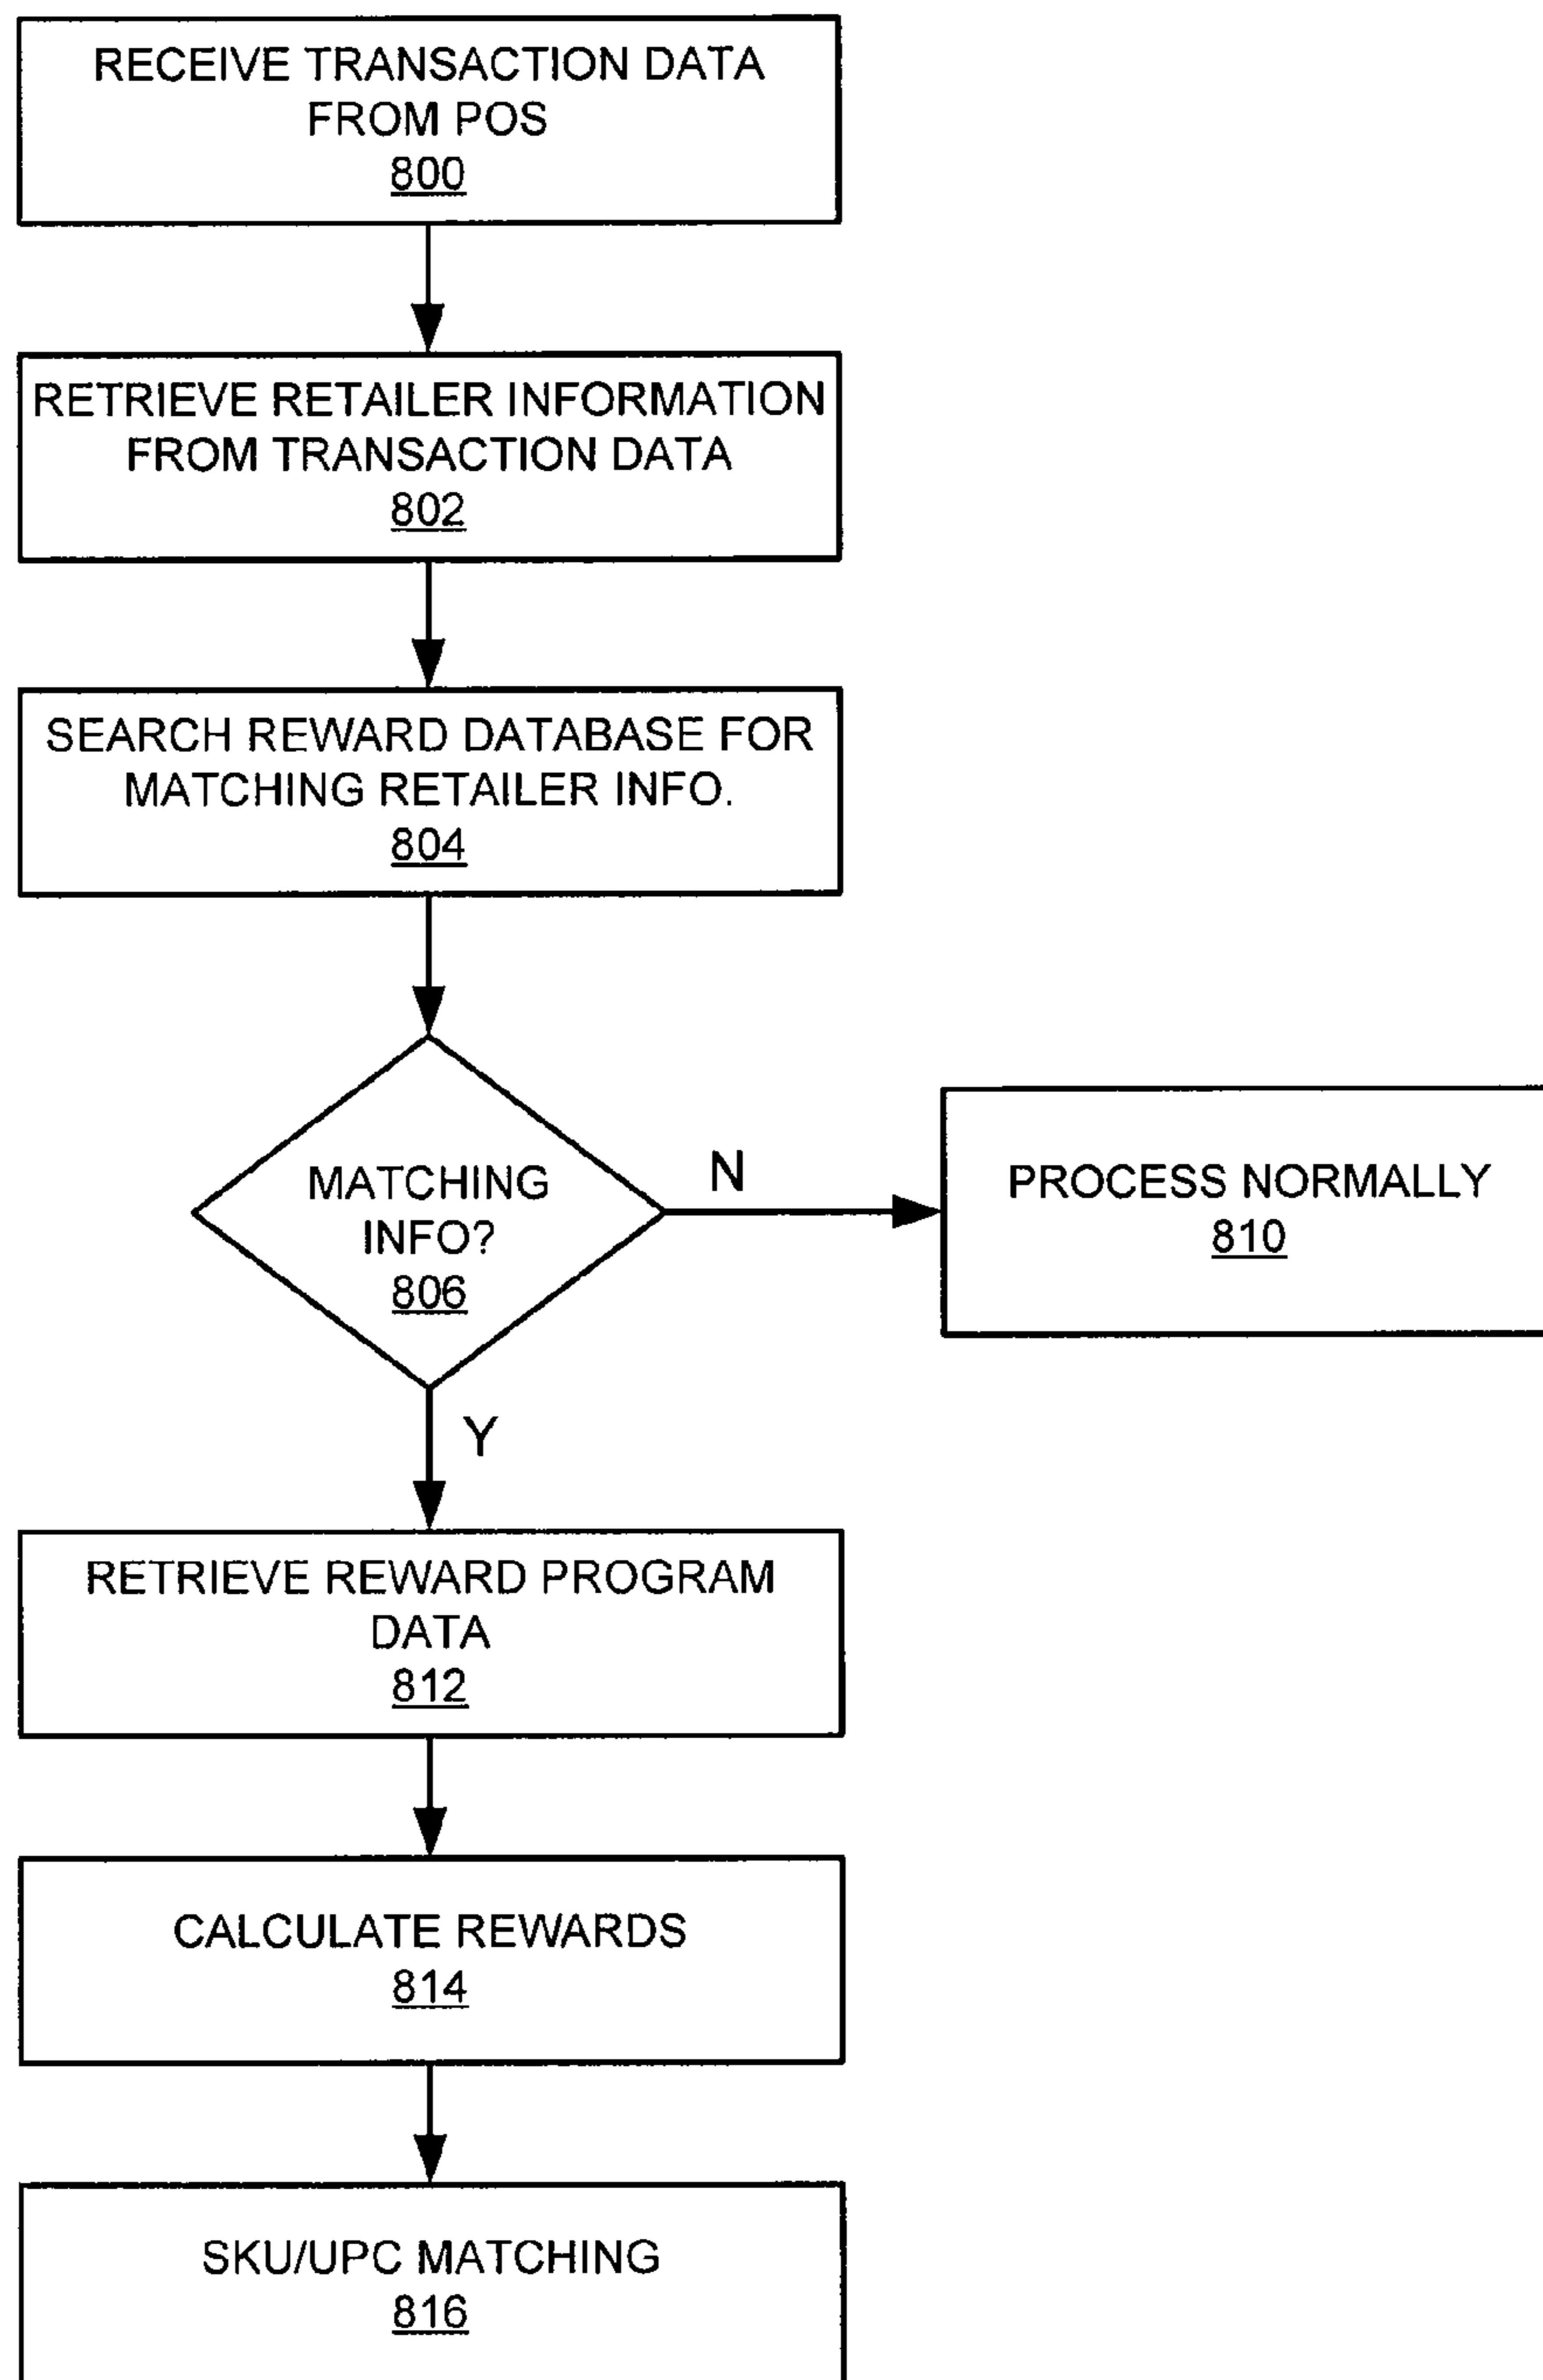 RECEIVE TRANSACTION DATA
FROM POS
800
RETRIEVE RETAILER INFORMATION
FROM TRANSACTION DATA
802
SEARCH REWARD DATABASE FOR
MATCHING RETAILER INFO.
804
MATCHING
INFO?
806
N
PROCESS NORMALLY
810
Y
RETRIEVE REWARD PROGRAM
DATA
812
CALCULATE REWARDS
814
SKU/UPC MATCHING
816